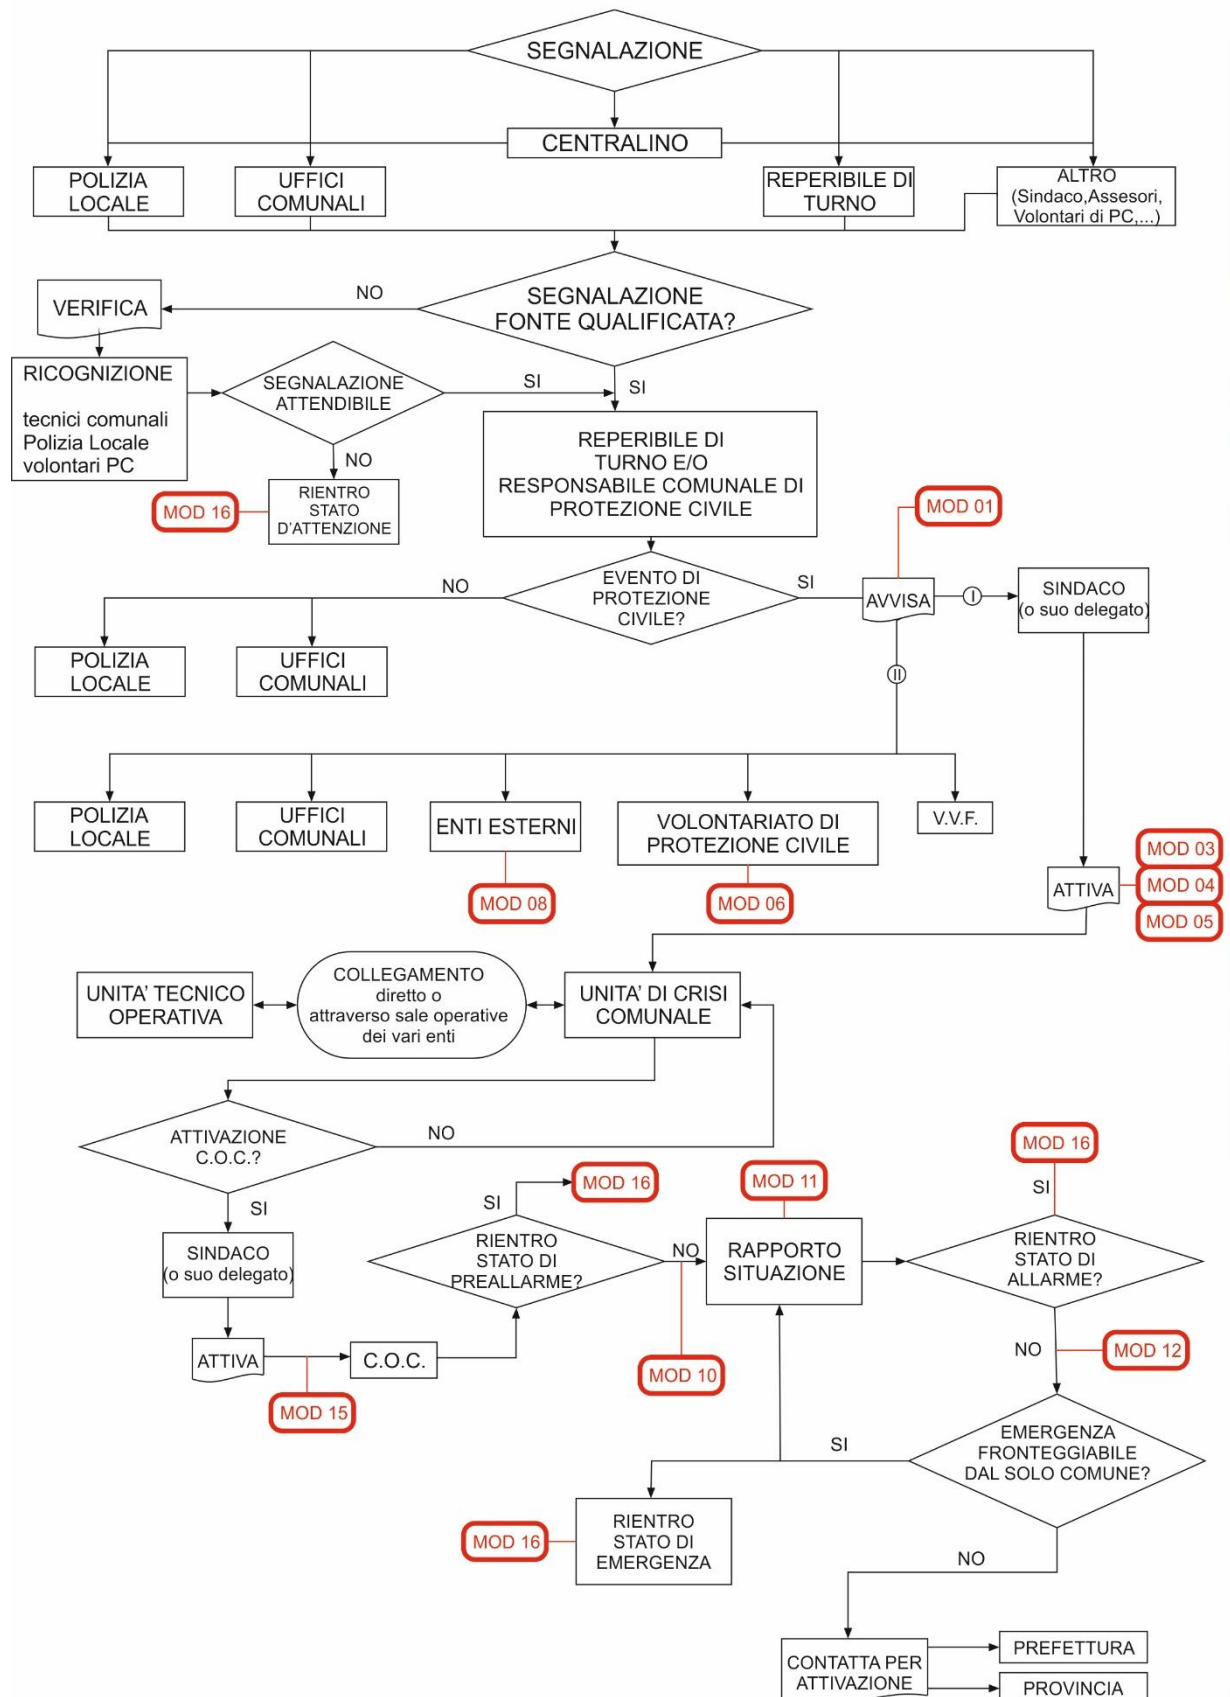 SEGNALAZIONE
CENTRALINO
POLIZIA
LOCALE
UFFICI
COMUNALI
REPERIBILE DI
TURNO
ALTRO
(Sindaco,Assesori,
Volontari di PC,...)
SEGNALAZIONE
FONTE QUALIFICATA?
NO
VERIFICA
RICOGNIZIONE
tecnici comunali
Polizia Locale
volontari PC
SEGNALAZIONE
ATTENDIBILE
SI
SI
NO
RIENTRO
STATO
D'ATTENZIONE
MOD 16
REPERIBILE DI
TURNO E/O
RESPONSABILE COMUNALE DI
PROTEZIONE CIVILE
MOD 01
EVENTO DI
PROTEZIONE
CIVILE?
NO
SI
AVVISA
I
SINDACO
(o suo delegato)
POLIZIA
LOCALE
UFFICI
COMUNALI
II
POLIZIA
LOCALE
UFFICI
COMUNALI
ENTI ESTERNI
VOLONTARIATO DI
PROTEZIONE CIVILE
V.V.F.
MOD 08
MOD 06
ATTIVA
MOD 03
MOD 04
MOD 05
UNITA' TECNICO
OPERATIVA
COLLEGAMENTO
diretto o
attraverso sale operative
dei vari enti
UNITA' DI CRISI
COMUNALE
ATTIVAZIONE
C.O.C.?
NO
SI
SINDACO
(o suo delegato)
ATTIVA
MOD 15
C.O.C.
RIENTRO
STATO DI
PREALLARME?
SI
MOD 16
NO
MOD 10
MOD 11
RAPPORTO
SITUAZIONE
MOD 16
SI
RIENTRO
STATO DI
ALLARME?
NO
MOD 12
EMERGENZA
FRONTEGGIABILE
DAL SOLO COMUNE?
SI
RIENTRO
STATO DI
EMERGENZA
MOD 16
NO
CONTATTA PER
ATTIVAZIONE
PREFETTURA
PROVINCIA